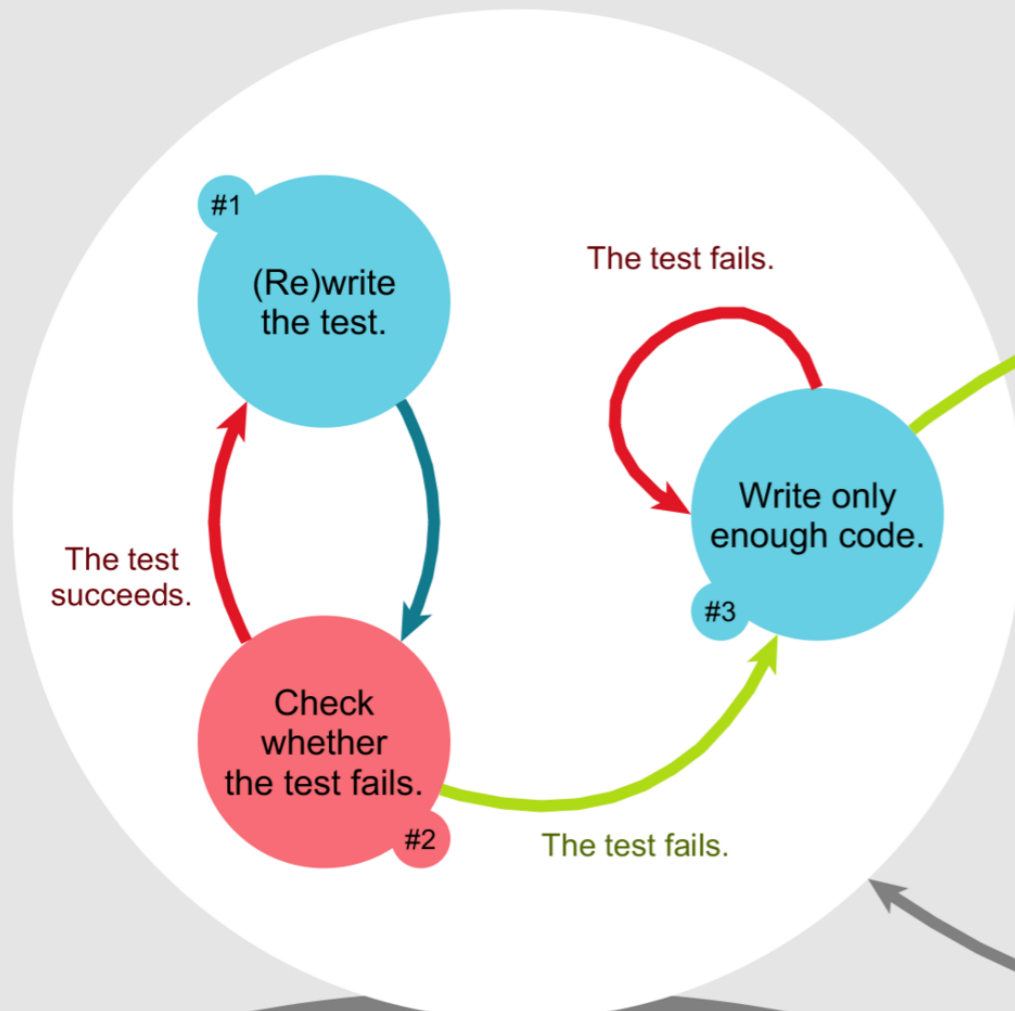 #1
(Re)write
the test.
The test fails.
Write only
enough code.
#3
The test
succeeds.
Check
whether
the test fails.
#2
The test fails.